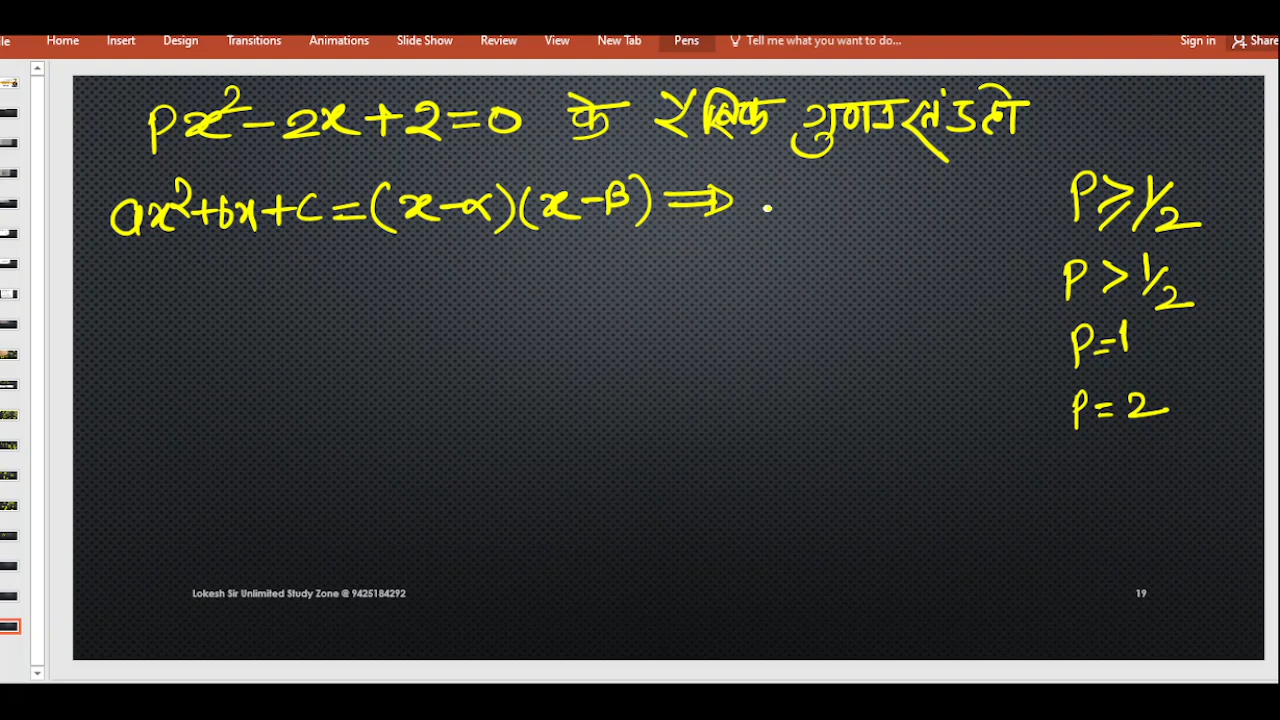 le Home Insert Design Transitions Animations Slide Show Review View New Tab Pens Tell me what you want to do... Sign in Share
px²-2x+2=0 के रैखिक गुणनखंड हो
ax²+bx+c=(x-α)(x-β)⇒
P⩾1/2
P>1/2
P=1
P=2
Lokesh Sir Unlimited Study Zone @ 9425184292 19